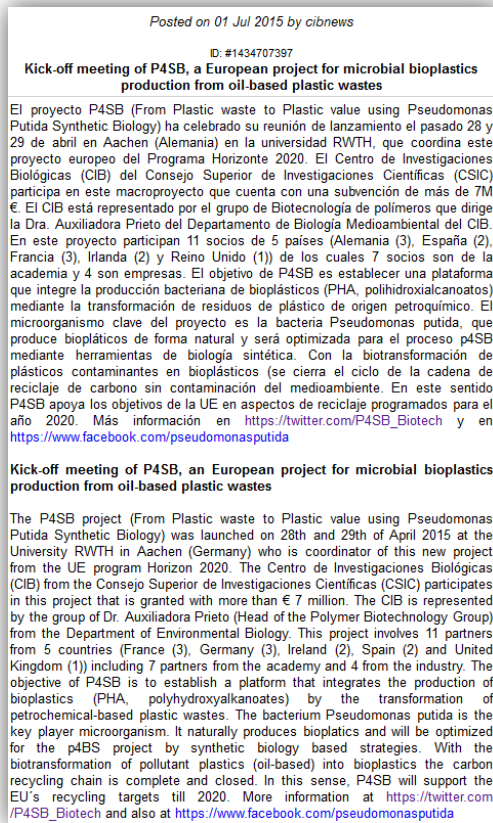 Posted on 01 Jul 2015 by cibnews
ID: #1434707397
Kick-off meeting of P4SB, a European project for microbial bioplastics
production from oil-based plastic wastes
El proyecto P4SB (From Plastic waste to Plastic value using Pseudomonas
Putida Synthetic Biology) ha celebrado su reunión de lanzamiento el pasado 28 y
29 de abril en Aachen (Alemania) en la universidad RWTH, que coordina este
proyecto europeo del Programa Horizonte 2020. El Centro de Investigaciones
Biológicas (CIB) del Consejo Superior de Investigaciones Científicas (CSIC)
participa en este macroproyecto que cuenta con una subvención de más de 7M
€. El CIB está representado por el grupo de Biotecnología de polímeros que dirige
la Dra. Auxiliadora Prieto del Departamento de Biología Medioambiental del CIB.
En este proyecto participan 11 socios de 5 países (Alemania (3), España (2),
Francia (3), Irlanda (2) y Reino Unido (1)) de los cuales 7 socios son de la
academia y 4 son empresas. El objetivo de P4SB es establecer una plataforma
que integre la producción bacteriana de bioplásticos (PHA, polihidroxialcanoatos)
mediante la transformación de residuos de plástico de origen petroquímico. El
microorganismo clave del proyecto es la bacteria Pseudomonas putida, que
produce biopláticos de forma natural y será optimizada para el proceso p4SB
mediante herramientas de biología sintética. Con la biotransformación de
plásticos contaminantes en bioplásticos (se cierra el ciclo de la cadena de
reciclaje de carbono sin contaminación del medioambiente. En este sentido
P4SB apoya los objetivos de la UE en aspectos de reciclaje programados para el
año 2020. Más información en https://twitter.com/P4SB_Biotech y en
https://www.facebook.com/pseudomonasputida
Kick-off meeting of P4SB, an European project for microbial bioplastics
production from oil-based plastic wastes
The P4SB project (From Plastic waste to Plastic value using Pseudomonas
Putida Synthetic Biology) was launched on 28th and 29th of April 2015 at the
University RWTH in Aachen (Germany) who is coordinator of this new project
from the UE program Horizon 2020. The Centro de Investigaciones Biológicas
(CIB) from the Consejo Superior de Investigaciones Científicas (CSIC) participates
in this project that is granted with more than € 7 million. The CIB is represented
by the group of Dr. Auxiliadora Prieto (Head of the Polymer Biotechnology Group)
from the Department of Environmental Biology. This project involves 11 partners
from 5 countries (France (3), Germany (3), Ireland (2), Spain (2) and United
Kingdom (1)) including 7 partners from the academy and 4 from the industry. The
objective of P4SB is to establish a platform that integrates the production of
bioplastics (PHA, polyhydroxyalkanoates) by the transformation of
petrochemical-based plastic wastes. The bacterium Pseudomonas putida is the
key player microorganism. It naturally produces bioplatics and will be optimized
for the p4BS project by synthetic biology based strategies. With the
biotransformation of pollutant plastics (oil-based) into bioplastics the carbon
recycling chain is complete and closed. In this sense, P4SB will support the
EU´s recycling targets till 2020. More information at https://twitter.com
/P4SB_Biotech and also at https://www.facebook.com/pseudomonasputida